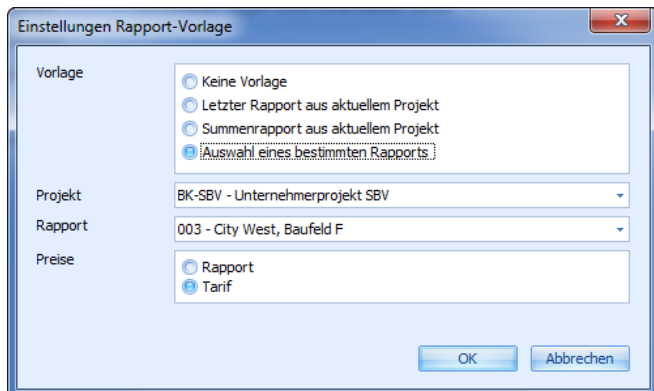 Einstellungen Rapport-Vorlage
Vorlage
Keine Vorlage
Letzter Rapport aus aktuellem Projekt
Summenrapport aus aktuellem Projekt
Auswahl eines bestimmten Rapports
Projekt BK-SBV - Unternehmerprojekt SBV
Rapport 003 - City West, Baufeld F
Preise
Rapport
Tarif
OK Abbrechen